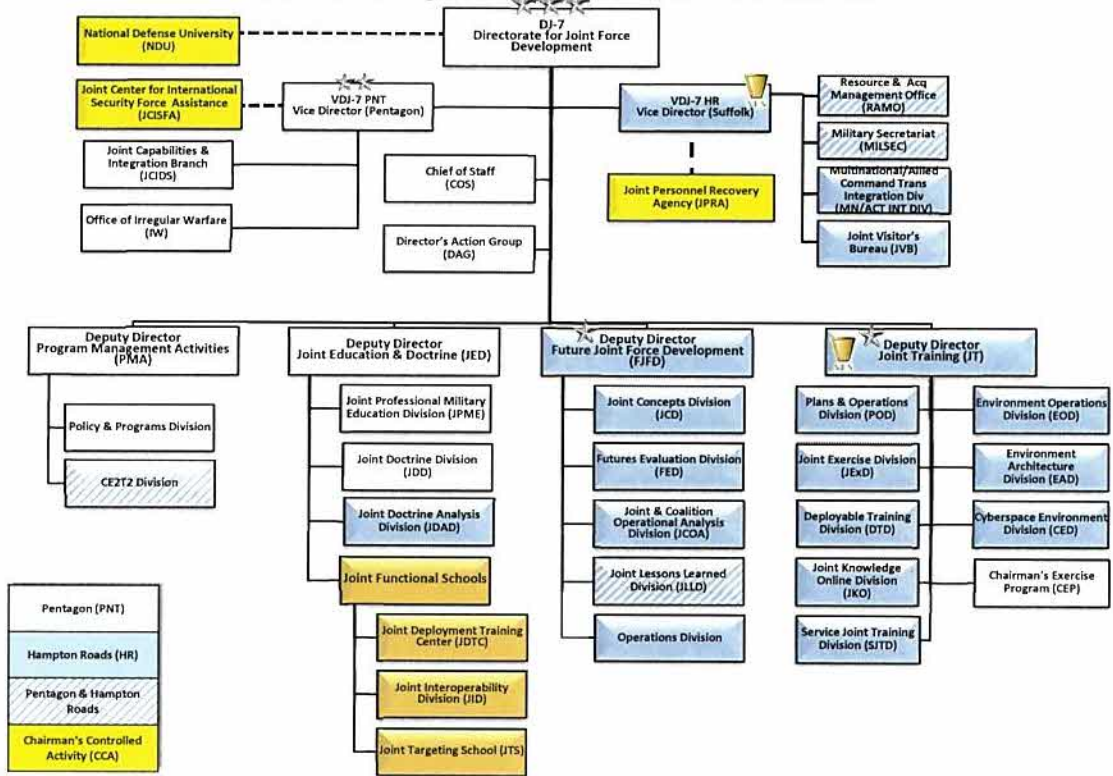 DJ-7
Directorate for Joint Force
Development
National Defense University
(NDU)
Joint Center for International
Security Force Assistance
(JCISFA)
VDJ-7 PNT
Vice Director (Pentagon)
VDJ-7 HR
Vice Director (Suffolk)
Resource & Acq
Management Office
(RAMO)
Military Secretariat
(MILSEC)
Multinational/Allied
Command Trans
Integration Div
(MN/ACT INT DIV)
Joint Visitor's
Bureau (JVB)
Joint Capabilities &
Integration Branch
(JCIDS)
Office of Irregular Warfare
(IW)
Chief of Staff
(COS)
Director's Action Group
(DAG)
Joint Personnel Recovery
Agency (JPRA)
Deputy Director
Program Management Activities
(PMA)
Policy & Programs Division
CE2T2 Division
Deputy Director
Joint Education & Doctrine (JED)
Joint Professional Military
Education Division (JPME)
Joint Doctrine Division
(JDD)
Joint Doctrine Analysis
Division (JDAD)
Joint Functional Schools
Joint Deployment Training
Center (JDTC)
Joint Interoperability
Division (JID)
Joint Targeting School (JTS)
Deputy Director
Future Joint Force Development
(FJFD)
Joint Concepts Division
(JCD)
Futures Evaluation Division
(FED)
Joint & Coalition
Operational Analysis
Division (JCOA)
Joint Lessons Learned
Division (JLLD)
Operations Division
Deputy Director
Joint Training (JT)
Plans & Operations
Division (POD)
Joint Exercise Division
(JExD)
Deployable Training
Division (DTD)
Joint Knowledge
Online Division
(JKO)
Service Joint Training
Division (SJTD)
Environment Operations
Division (EOD)
Environment
Architecture
Division (EAD)
Cyberspace Environment
Division (CED)
Chairman's Exercise
Program (CEP)
Pentagon (PNT)
Hampton Roads (HR)
Pentagon & Hampton
Roads
Chairman's Controlled
Activity (CCA)